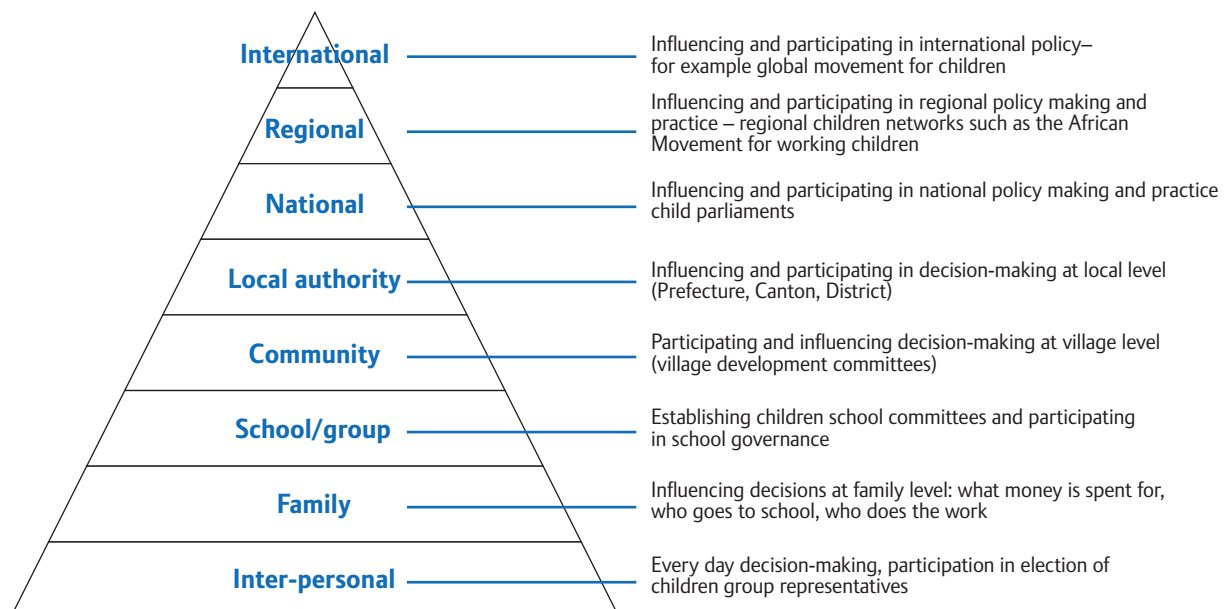 International
Influencing and participating in international policy–
for example global movement for children
Regional
Influencing and participating in regional policy making and
practice – regional children networks such as the African
Movement for working children
National
Influencing and participating in national policy making and practice
child parliaments
Local authority
Influencing and participating in decision-making at local level
(Prefecture, Canton, District)
Community
Participating and influencing decision-making at village level
(village development committees)
School/group
Establishing children school committees and participating
in school governance
Family
Influencing decisions at family level: what money is spent for,
who goes to school, who does the work
Inter-personal
Every day decision-making, participation in election of
children group representatives